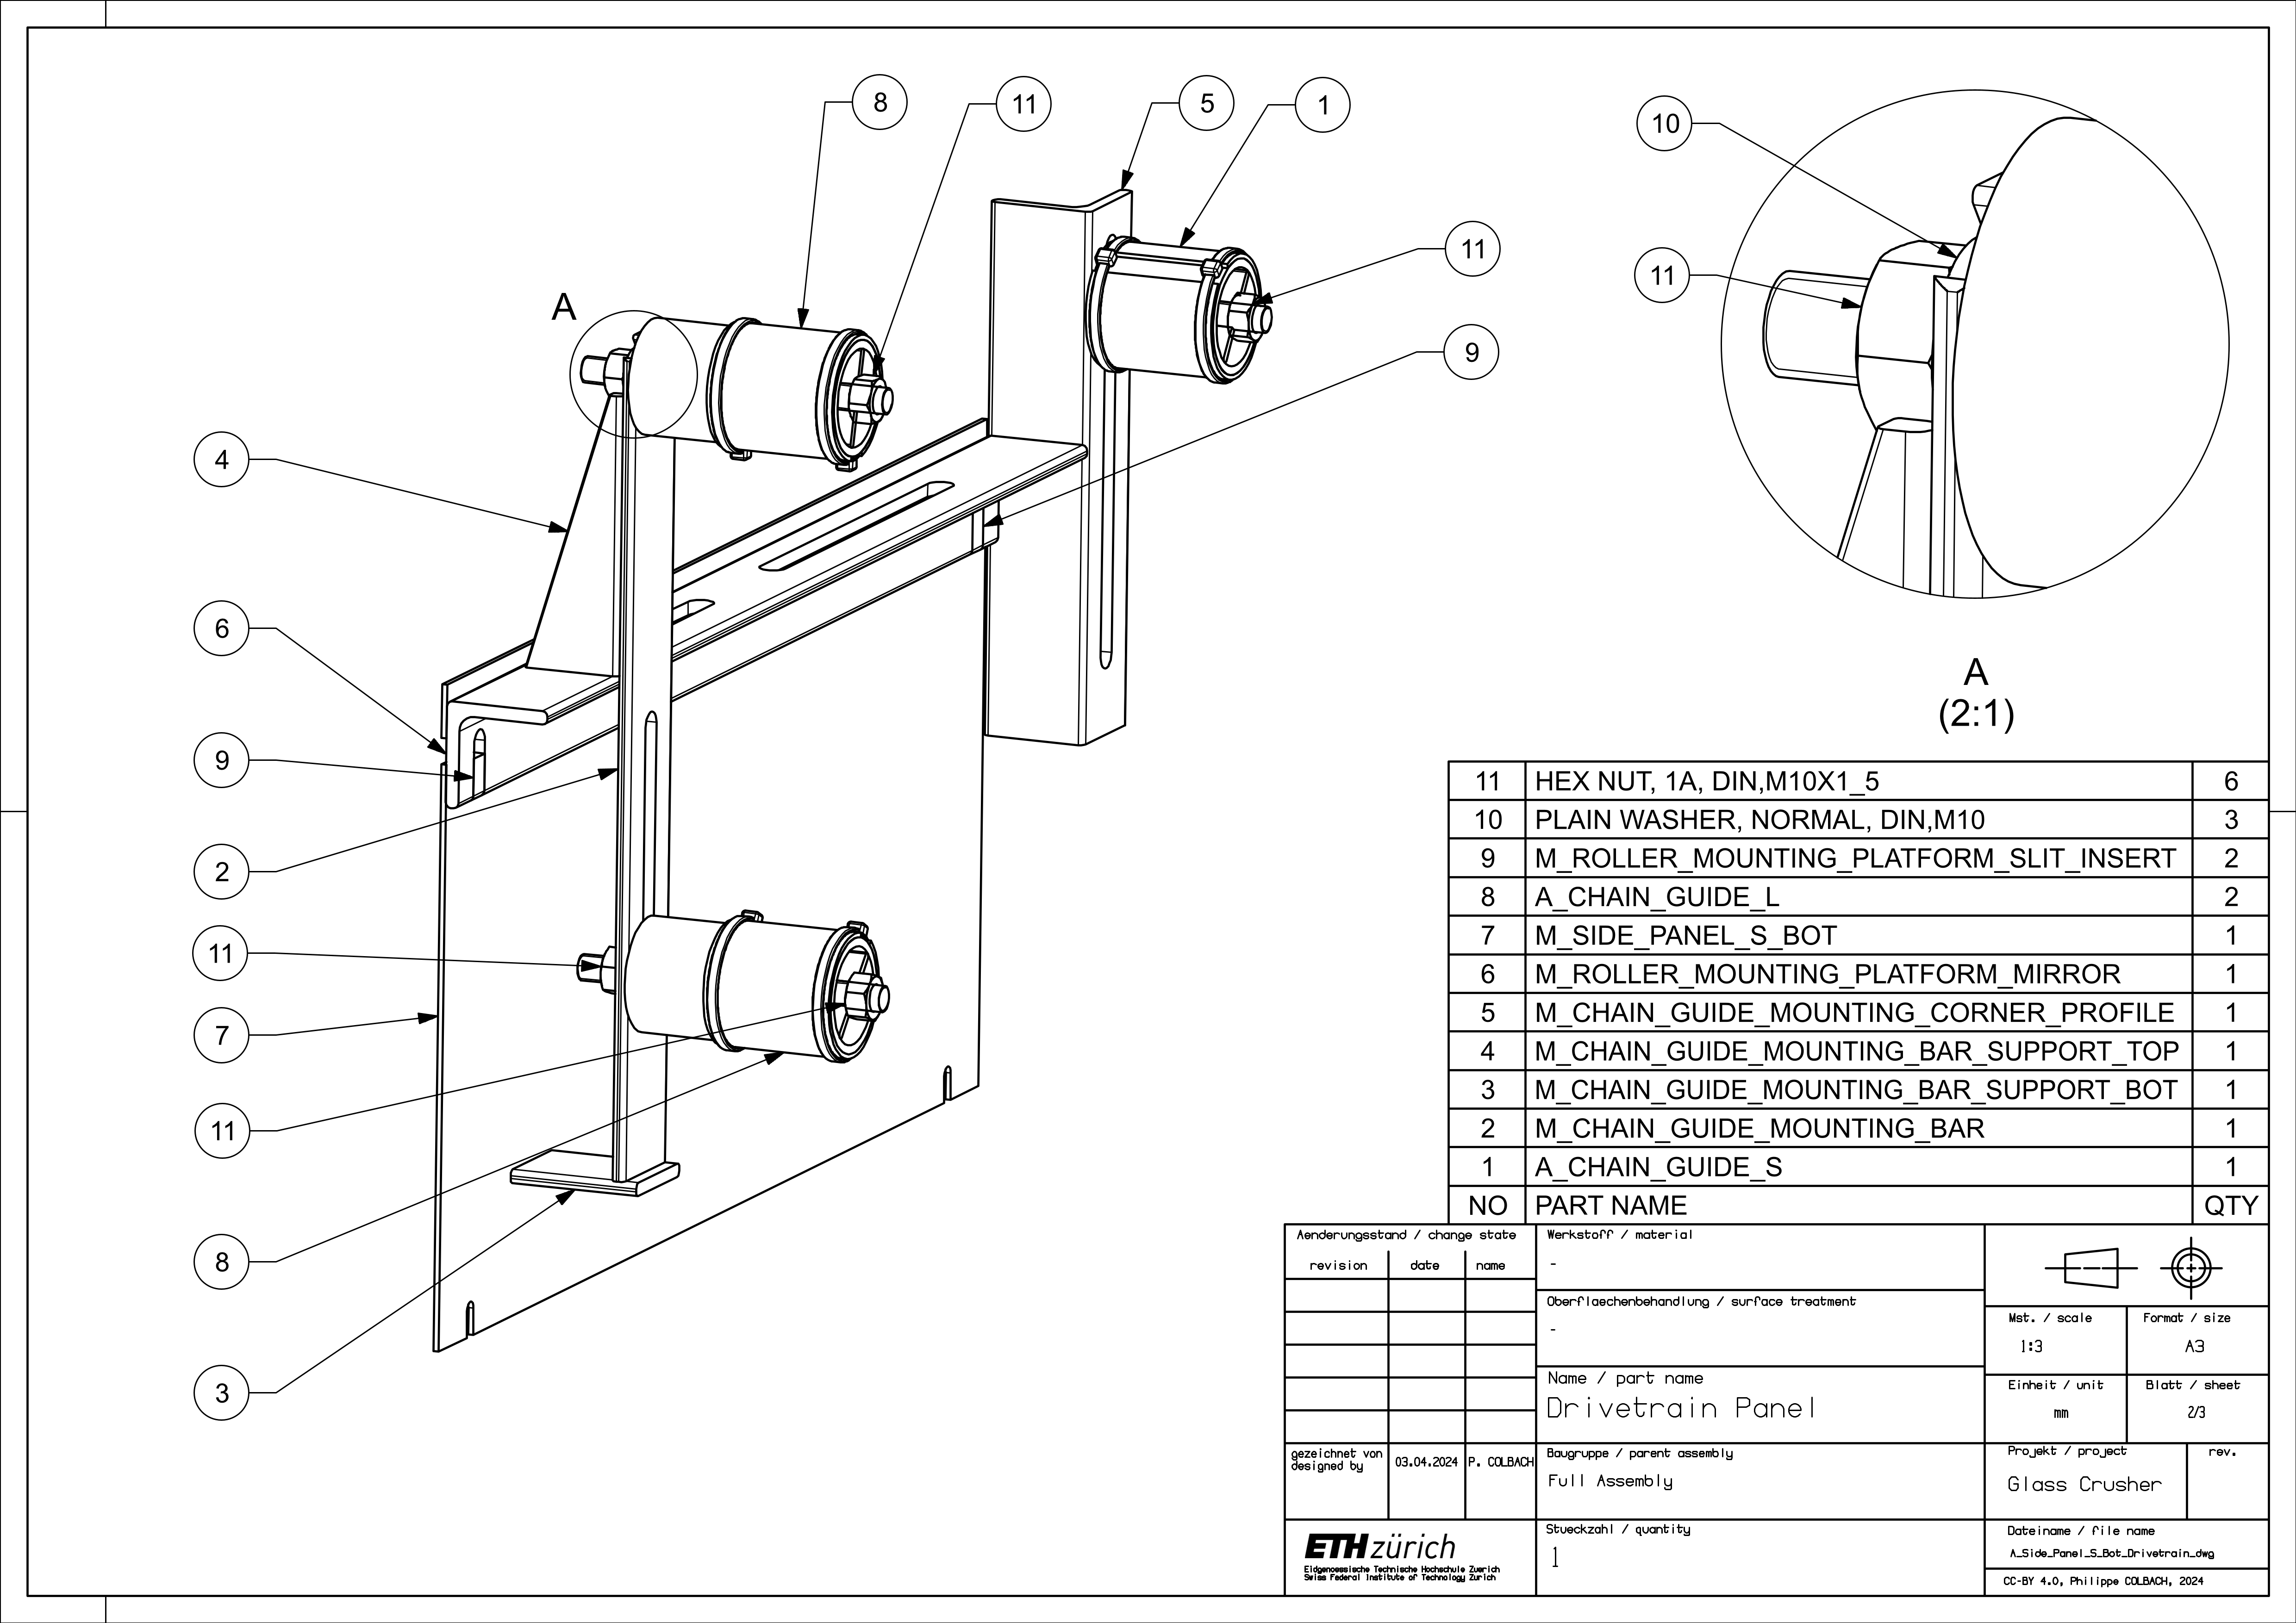 8
11
5
1
10
11
11
9
A
4
6
9
2
11
7
11
8
3
A
(2:1)
11 HEX NUT, 1A, DIN,M10X1_5 6
10 PLAIN WASHER, NORMAL, DIN,M10 3
9 M_ROLLER_MOUNTING_PLATFORM_SLIT_INSERT 2
8 A_CHAIN_GUIDE_L 2
7 M_SIDE_PANEL_S_BOT 1
6 M_ROLLER_MOUNTING_PLATFORM_MIRROR 1
5 M_CHAIN_GUIDE_MOUNTING_CORNER_PROFILE 1
4 M_CHAIN_GUIDE_MOUNTING_BAR_SUPPORT_TOP 1
3 M_CHAIN_GUIDE_MOUNTING_BAR_SUPPORT_BOT 1
2 M_CHAIN_GUIDE_MOUNTING_BAR 1
1 A_CHAIN_GUIDE_S 1
NO PART NAME QTY
Aenderungsstand / change state
revision date name
Werkstoff / material
-
Oberflaechenbehandlung / surface treatment
-
Mst. / scale
1:3
Format / size
A3
Name / part name
Drivetrain Panel
Einheit / unit
mm
Blatt / sheet
2/3
gezeichnet von
designed by
03.04.2024 P. COLBACH
Baugruppe / parent assembly
Full Assembly
Projekt / project
Glass Crusher
rev.
ETH zürich
Eidgenoessische Technische Hochschule Zuerich
Swiss Federal Institute of Technology Zurich
Stueckzahl / quantity
1
Dateiname / file name
A_Side_Panel_S_Bot_Drivetrain_dwg
CC-BY 4.0, Philippe COLBACH, 2024